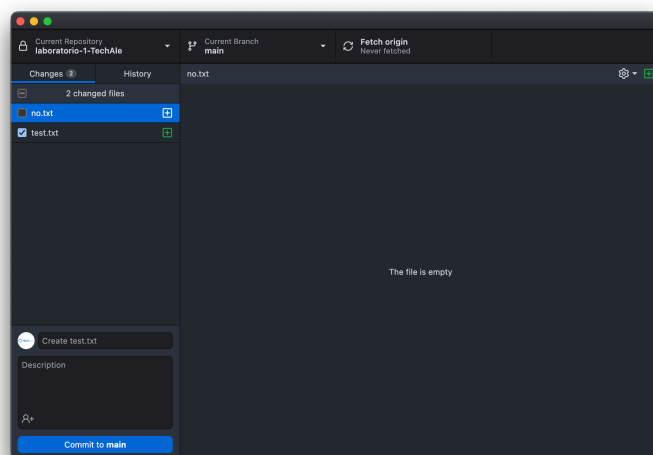 Current Repository
laboratorio-1-TechAle
Current Branch
main
Fetch origin
Never fetched
Changes 2
History
no.txt
2 changed files
no.txt
test.txt
The file is empty
Create test.txt
Description
Commit to main